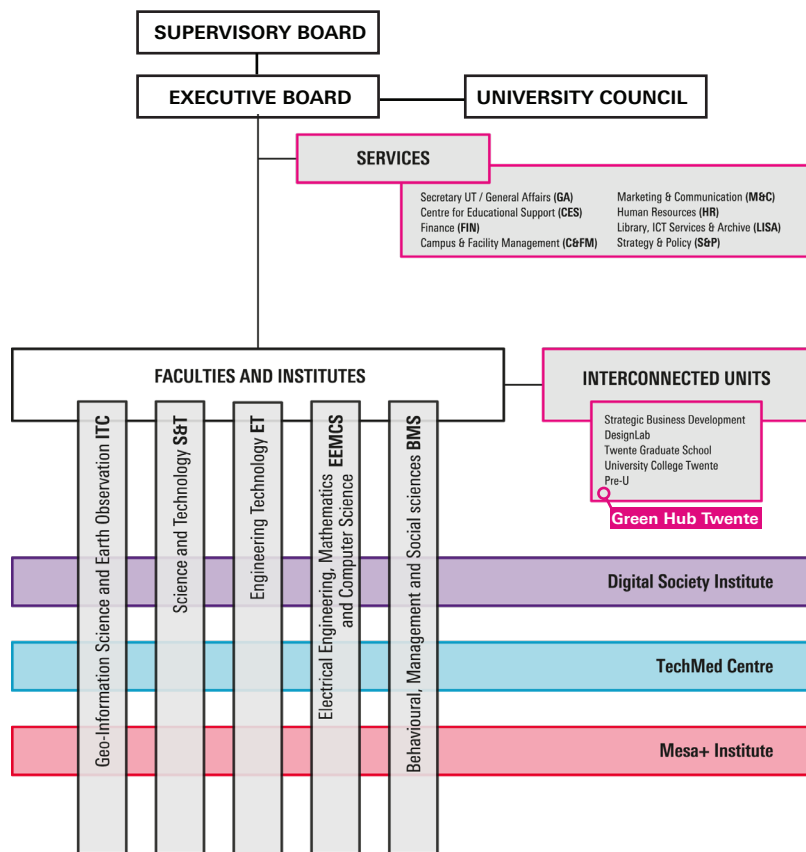 SUPERVISORY BOARD
EXECUTIVE BOARD
UNIVERSITY COUNCIL
SERVICES
Secretary UT / General Affairs (GA)
Centre for Educational Support (CES)
Finance (FIN)
Campus & Facility Management (C&FM)
Marketing & Communication (M&C)
Human Resources (HR)
Library, ICT Services & Archive (LISA)
Strategy & Policy (S&P)
FACULTIES AND INSTITUTES
INTERCONNECTED UNITS
Strategic Business Development
DesignLab
Twente Graduate School
University College Twente
Pre-U
Green Hub Twente
Geo-Information Science and Earth Observation ITC
Science and Technology S&T
Engineering Technology ET
Electrical Engineering, Mathematics EEMCS
and Computer Science
Behavioural, Management and Social sciences BMS
Digital Society Institute
TechMed Centre
Mesa+ Institute